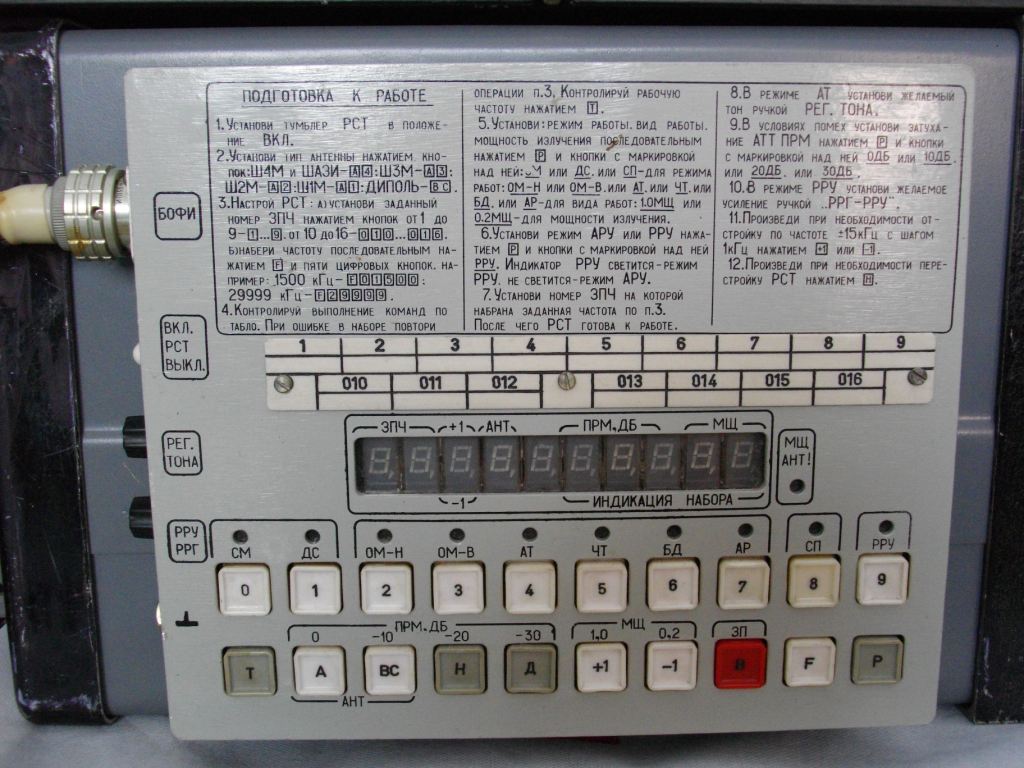 ПОДГОТОВКА К РАБОТЕ
1.Установи тумблер РСТ в положе-
ние ВКЛ.
2.Установи тип антенны нажатием кно-
пок:Ш4М и ШАЗИ-А4:Ш3М-А3:
Ш2М-А2:Ш1М-А1:ДИПОЛЬ-ВС.
3.Настрой РСТ: а)установи заданный
номер ЗПЧ нажатием кнопок от 1 до
9-1...9, от 10 до 16-010...016.
б)набери частоту последовательным на-
жатием F и пяти цифровых кнопок. на-
пример:1500 кГц-F01500:
29999 кГц-F29999.
4.Контролируй выполнение команд по
табло. При ошибке в наборе повтори
операции п.3. Контролируй рабочую
частоту нажатием Т.
5.Установи: режим работы. вид работы.
мощность излучения последовательным
нажатием Р и кнопки с маркировкой
над ней: СМ или ДС, или СП-для режима
работ: ОМ-Н или ОМ-В, или АТ, или ЧТ, или
БД, или АР-для вида работ: 1.0МЩ или
0.2МЩ-для мощности излучения.
6.Установи режим АРУ или РРУ нажа-
тием Р и кнопки с маркировкой над ней
РРУ. Индикатор РРУ светится-режим
РРУ, не светится-режим АРУ.
7.Установи номер ЗПЧ на которой
набрана заданная частота по п.3.
После чего РСТ готова к работе.
8.В режиме АТ установи желаемый
тон ручкой РЕГ. ТОНА.
9.В условиях помех установи затуха-
ние АТТ ПРМ нажатием Р и кнопки
с маркировкой над ней 0ДБ или 10ДБ,
или 20ДБ, или 30ДБ.
10.В режиме РРУ установи желаемое
усиление ручкой „РРГ-РРУ".
11.Произведи при необходимости от-
стройку по частоте ±15кГц с шагом
1кГц нажатием +1 или -1.
12.Произведи при необходимости пере-
стройку РСТ нажатием Н.
БОФИ
ВКЛ.
РСТ
ВЫКЛ.
РЕГ.
ТОНА
РРУ
РРГ
1 2 3 4 5 6 7 8 9
010 011 012 013 014 015 016
ЗПЧ +1 АНТ ПРМ.ДБ МЩ
8, 8, 8, 8, 8, 8, 8, 8, 8, 8
-1 ИНДИКАЦИЯ НАБОРА
МЩ
АНТ!
СМ ДС ОМ-Н ОМ-В АТ ЧТ БД АР СП РРУ
0 1 2 3 4 5 6 7 8 9
ПРМ.ДБ МЩ ЗП
0 -10 -20 -30 1,0 0,2
Т А ВС Н Д +1 -1 В F Р
АНТ